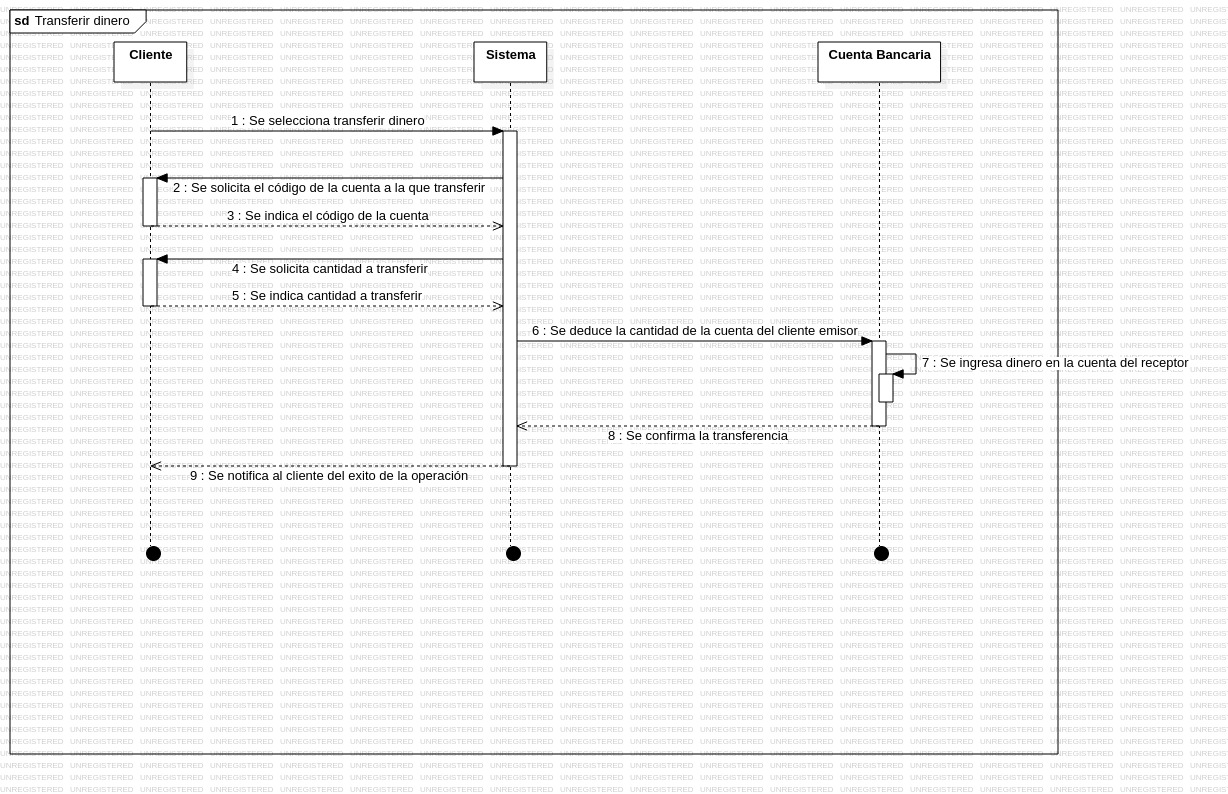 sd Transferir dinero
Cliente
Sistema
Cuenta Bancaria
1 : Se selecciona transferir dinero
2 : Se solicita el código de la cuenta a la que transferir
3 : Se indica el código de la cuenta
4 : Se solicita cantidad a transferir
5 : Se indica cantidad a transferir
6 : Se deduce la cantidad de la cuenta del cliente emisor
7 : Se ingresa dinero en la cuenta del receptor
8 : Se confirma la transferencia
9 : Se notifica al cliente del exito de la operación
UNREGISTERED